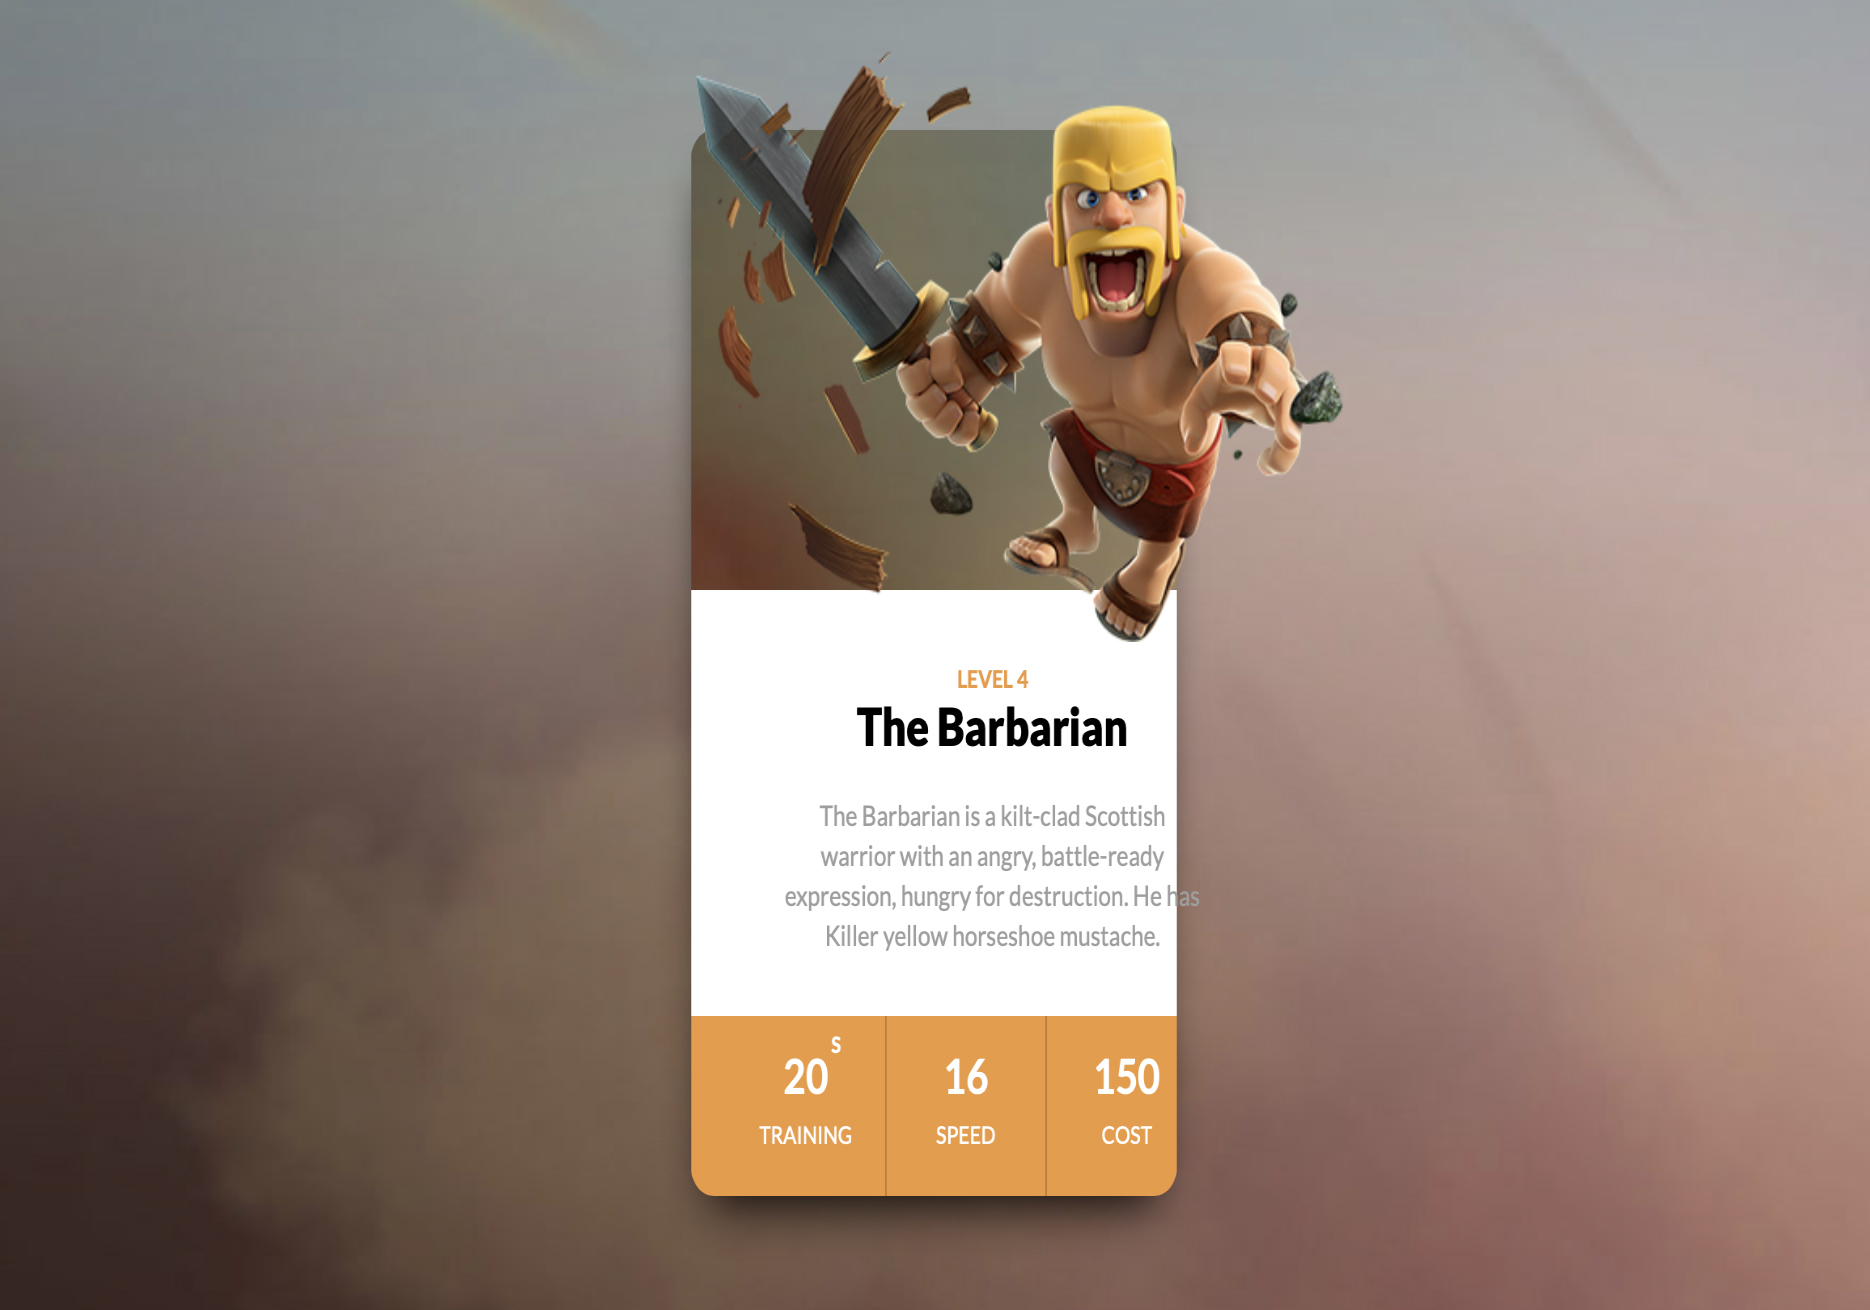 LEVEL 4
The Barbarian
The Barbarian is a kilt-clad Scottish
warrior with an angry, battle-ready
expression, hungry for destruction. He has
Killer yellow horseshoe mustache.
20S 16 150
TRAINING SPEED COST